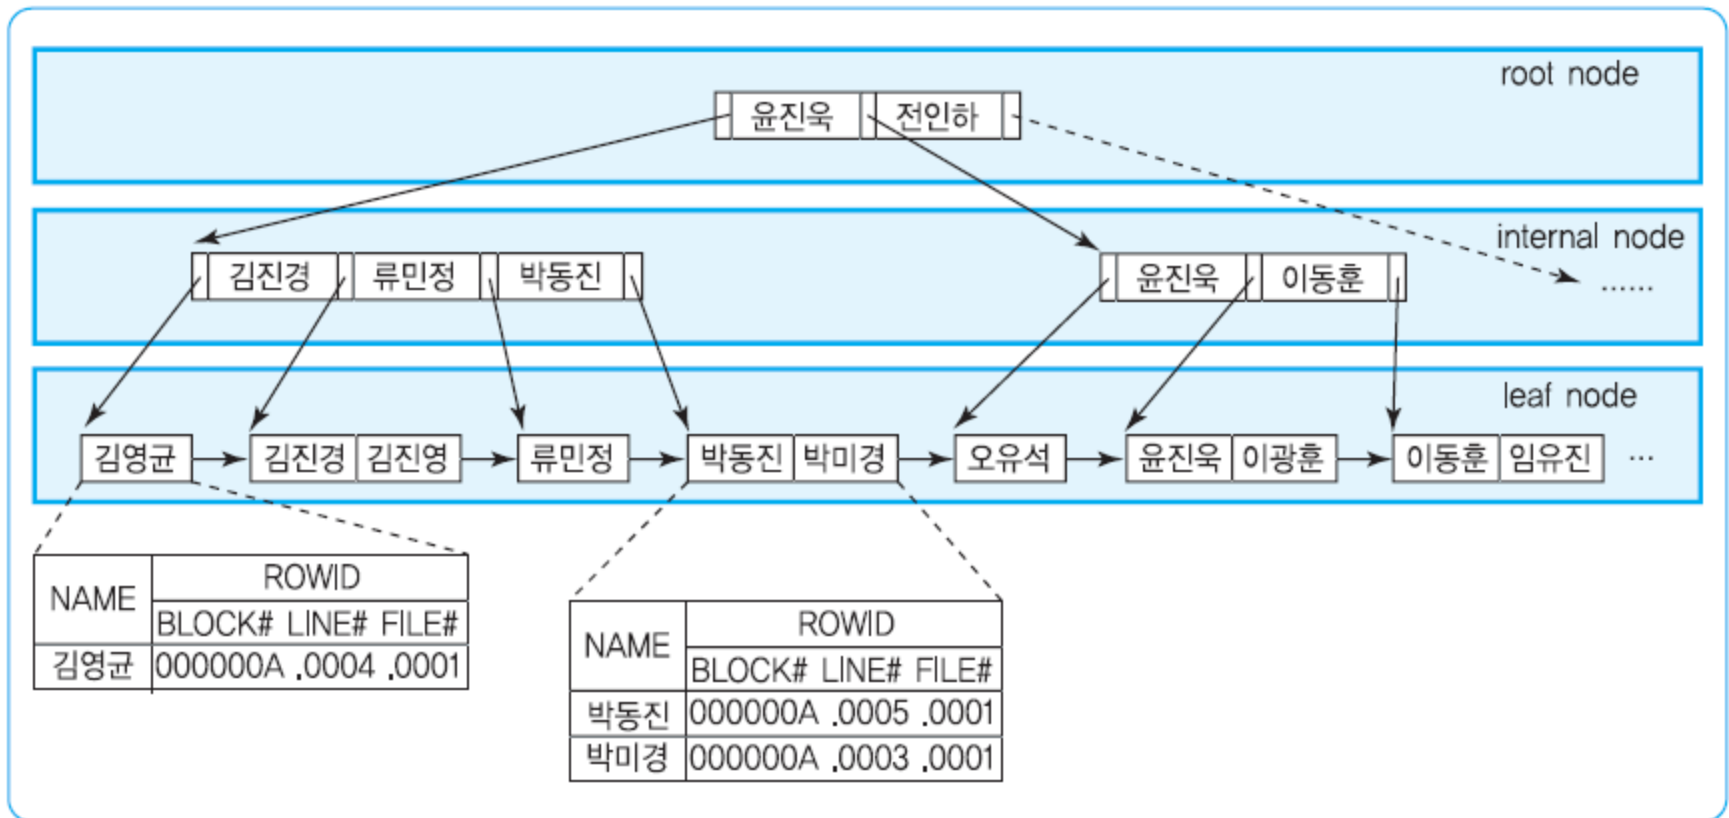 root node
윤진욱 전인하
internal node
김진경 류민정 박동진
윤진욱 이동훈
......
leaf node
김영균 김진경 김진영 류민정 박동진 박미경 오유석 윤진욱 이광훈 이동훈 임유진 ...
NAME ROWID
BLOCK# LINE# FILE#
김영균 000000A .0004 .0001
NAME ROWID
BLOCK# LINE# FILE#
박동진 000000A .0005 .0001
박미경 000000A .0003 .0001